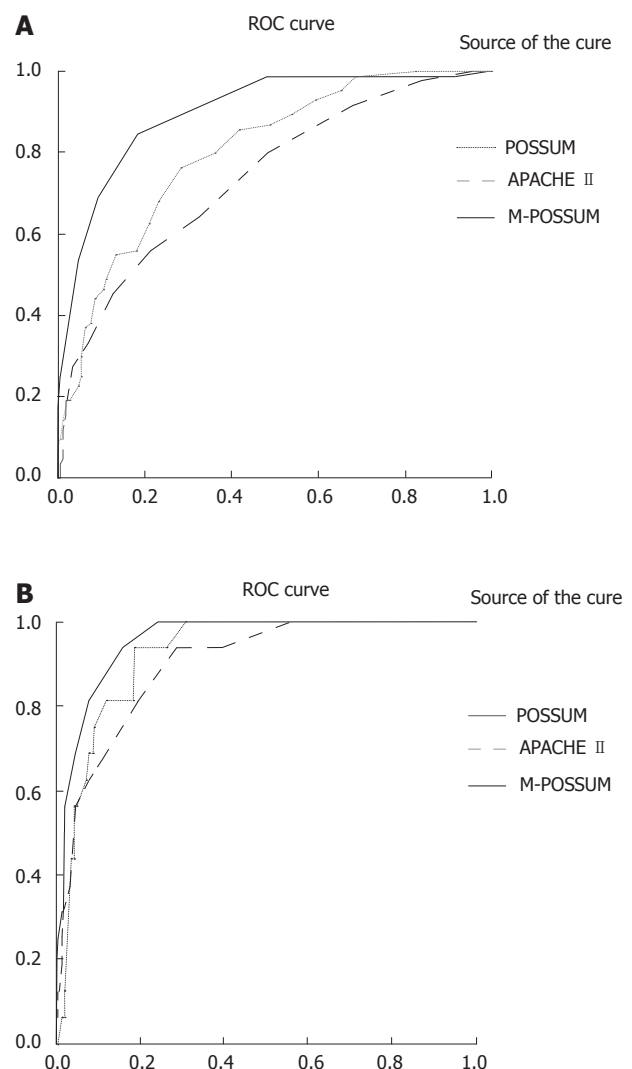 A
ROC curve
Source of the cure
1.0
0.8
0.6
0.4
0.2
0.0
POSSUM
APACHE Ⅱ
M-POSSUM
0.0 0.2 0.4 0.6 0.8 1.0
B
ROC curve
Source of the cure
1.0
0.8
0.6
0.4
0.2
0.0
POSSUM
APACHE Ⅱ
M-POSSUM
0.0 0.2 0.4 0.6 0.8 1.0